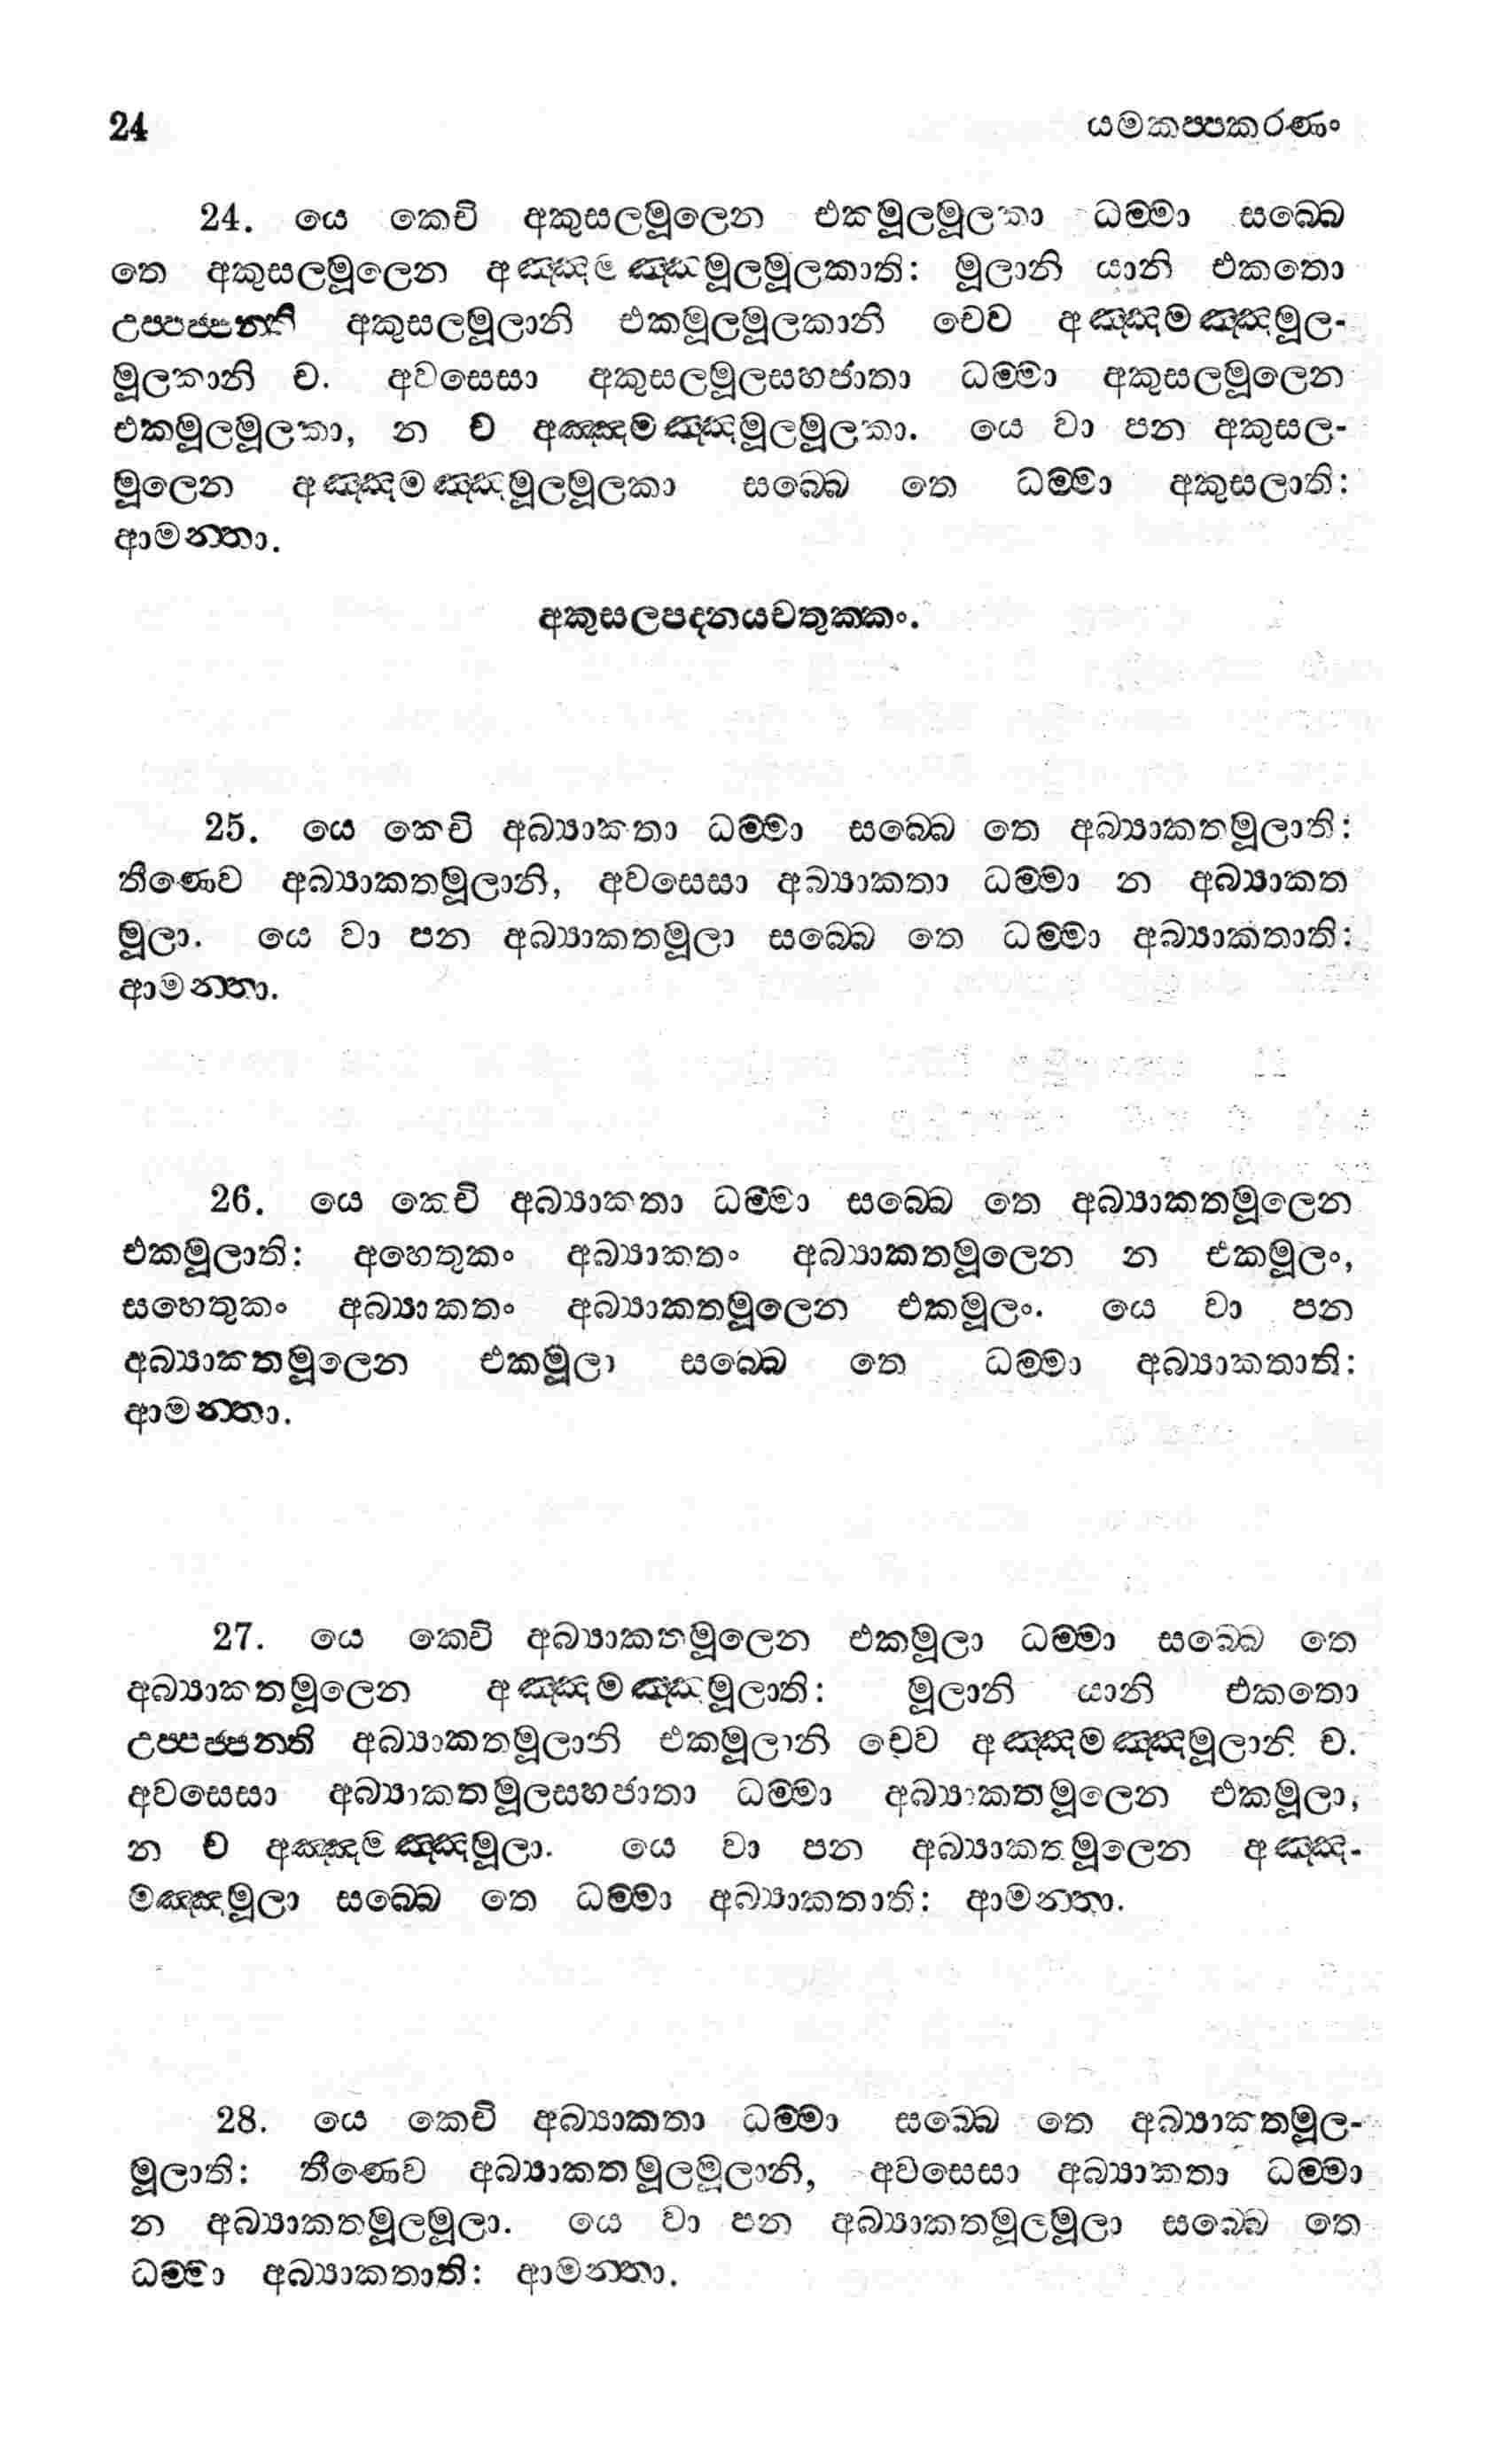 24 යමකප්පකරණං
24. යෙ කෙචි අකුසලමූලෙන එකමූලමූලකා ධම්මා සබ්බෙ
තෙ අකුසලමූලෙන අඤ්ඤමඤ්ඤමූලමූලකාති: මූලානි යානි එකතො
උප්පජ්ජන්ති අකුසලමූලානි එකමූලමූලකානි චෙව අඤ්ඤමඤ්ඤමූල-
මූලකානි ච. අවසෙසා අකුසලමූලසහජාතා ධම්මා අකුසලමූලෙන
එකමූලමූලකා, න ච අඤ්ඤමඤ්ඤමූලමූලකා. යෙ වා පන අකුසල-
මූලෙන අඤ්ඤමඤ්ඤමූලමූලකා සබ්බෙ තෙ ධම්මා අකුසලාති:
ආමන්තා.
අකුසලපදනයචතුක්කං.
25. යෙ කෙචි අබ්‍යාකතා ධම්මා සබ්බෙ තෙ අබ්‍යාකතමූලාති:
තීණෙව අබ්‍යාකතමූලානි, අවසෙසා අබ්‍යාකතා ධම්මා න අබ්‍යාකත
මූලා. යෙ වා පන අබ්‍යාකතමූලා සබ්බෙ තෙ ධම්මා අබ්‍යාකතාති:
ආමන්තා.
26. යෙ කෙචි අබ්‍යාකතා ධම්මා සබ්බෙ තෙ අබ්‍යාකතමූලෙන
එකමූලාති: අහෙතුකං අබ්‍යාකතං අබ්‍යාකතමූලෙන න එකමූලං,
සහෙතුකං අබ්‍යාකතං අබ්‍යාකතමූලෙන එකමූලං. යෙ වා පන
අබ්‍යාකතමූලෙන එකමූලා සබ්බෙ තෙ ධම්මා අබ්‍යාකතාති:
ආමන්තා.
27. යෙ කෙචි අබ්‍යාකතමූලෙන එකමූලා ධම්මා සබ්බෙ තෙ
අබ්‍යාකතමූලෙන අඤ්ඤමඤ්ඤමූලාති: මූලානි යානි එකතො
උප්පජ්ජන්ති අබ්‍යාකතමූලානි එකමූලානි චෙව අඤ්ඤමඤ්ඤමූලානි ච.
අවසෙසා අබ්‍යාකතමූලසහජාතා ධම්මා අබ්‍යාකතමූලෙන එකමූලා,
න ච අඤ්ඤමඤ්ඤමූලා. යෙ වා පන අබ්‍යාකතමූලෙන අඤ්ඤ-
මඤ්ඤමූලා සබ්බෙ තෙ ධම්මා අබ්‍යාකතාති: ආමන්තා.
28. යෙ කෙචි අබ්‍යාකතා ධම්මා සබ්බෙ තෙ අබ්‍යාකතමූල-
මූලාති: තීණෙව අබ්‍යාකතමූලමූලානි, අවසෙසා අබ්‍යාකතා ධම්මා
න අබ්‍යාකතමූලමූලා. යෙ වා පන අබ්‍යාකතමූලමූලා සබ්බෙ තෙ
ධම්මා අබ්‍යාකතාති: ආමන්තා.